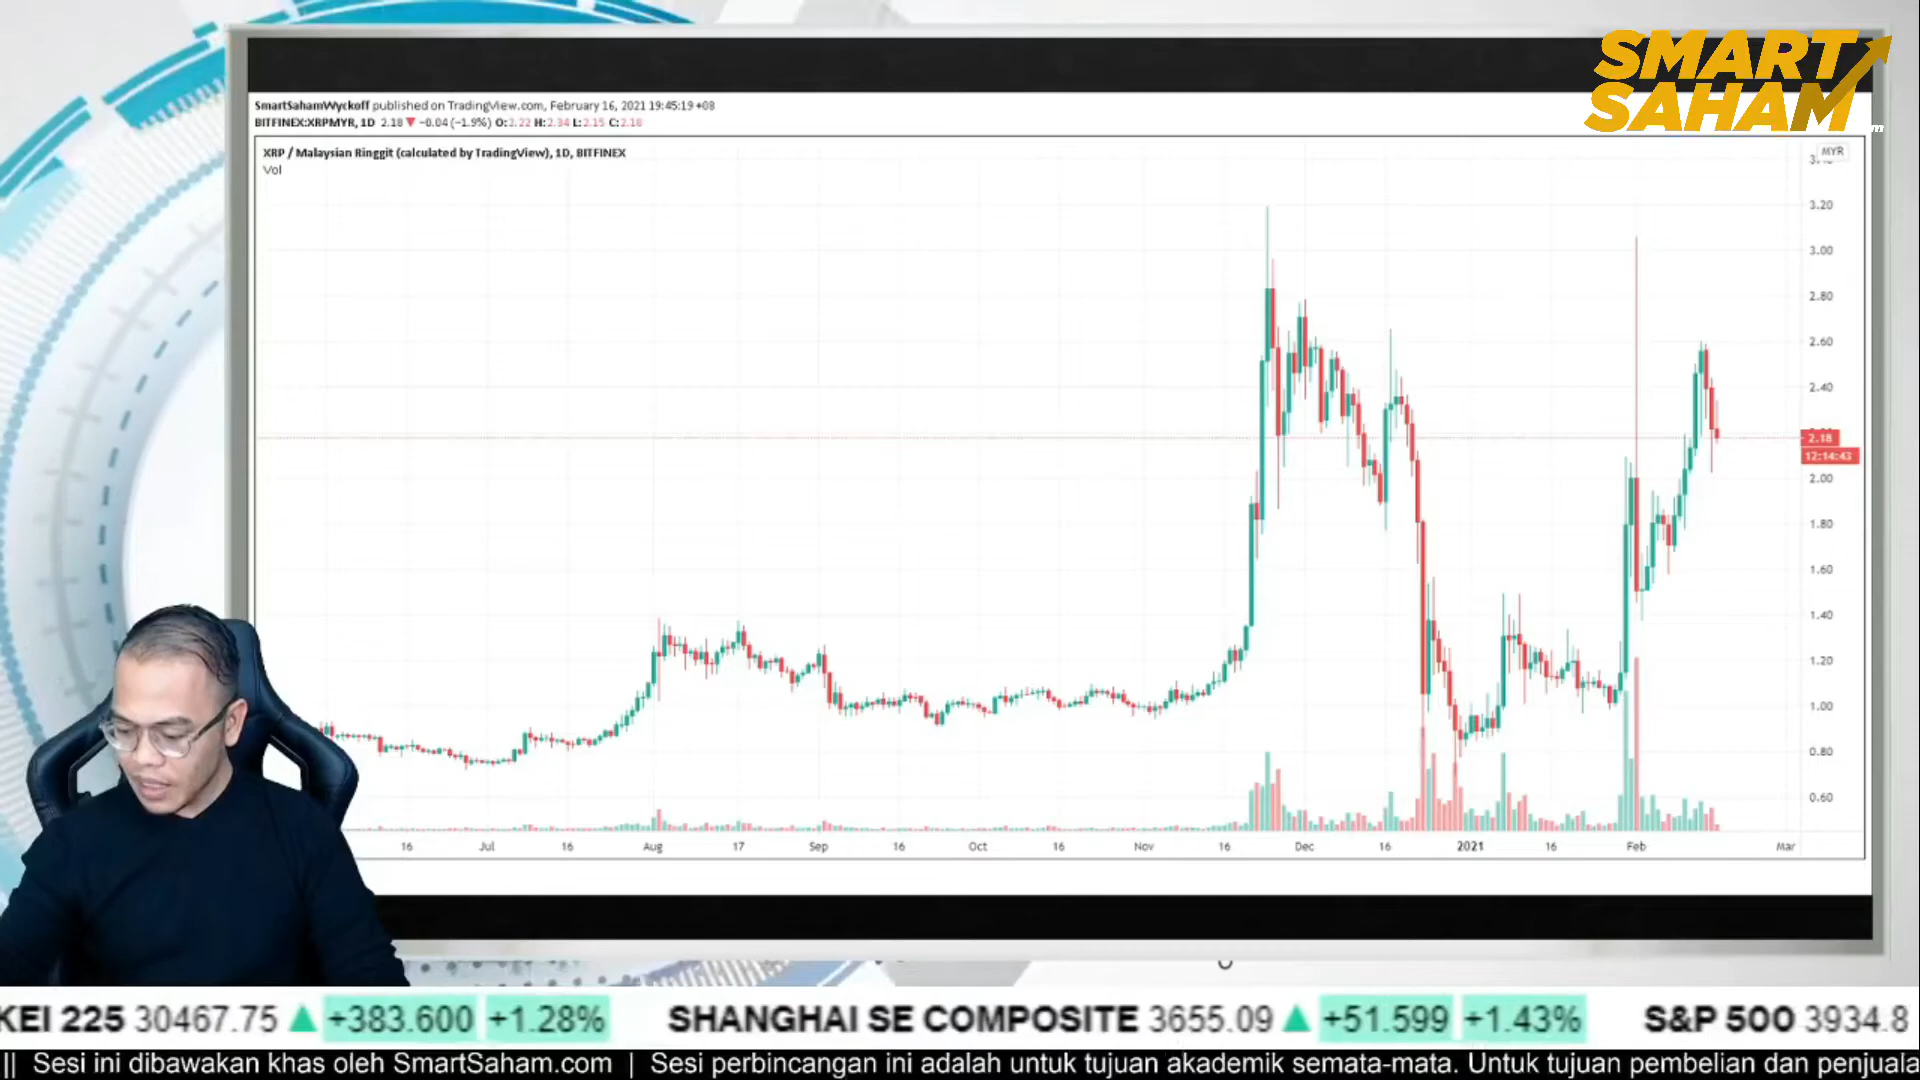 SMART
SAHAM
SmartSahamWyckoff published on TradingView.com, February 16, 2021 19:45:19 +08
BITFINEX:XRPMYR, 1D 2.18 ▼ −0.04 (−1.9%) O:2.22 H:2.34 L:2.15 C:2.18
XRP / Malaysian Ringgit (calculated by TradingView), 1D, BITFINEX
Vol
MYR
3.20
3.00
2.80
2.60
2.40
2.18
12:14:43
2.00
1.80
1.60
1.40
1.20
1.00
0.80
0.60
16 Jul 16 Aug 17 Sep 16 Oct 16 Nov 16 Dec 16 2021 16 Feb Mar
KEI 225 30467.75 ▲ +383.600 +1.28% SHANGHAI SE COMPOSITE 3655.09 ▲ +51.599 +1.43% S&P 500 3934.8
|| Sesi ini dibawakan khas oleh SmartSaham.com | Sesi perbincangan ini adalah untuk tujuan akademik semata-mata. Untuk tujuan pembelian dan penjuala